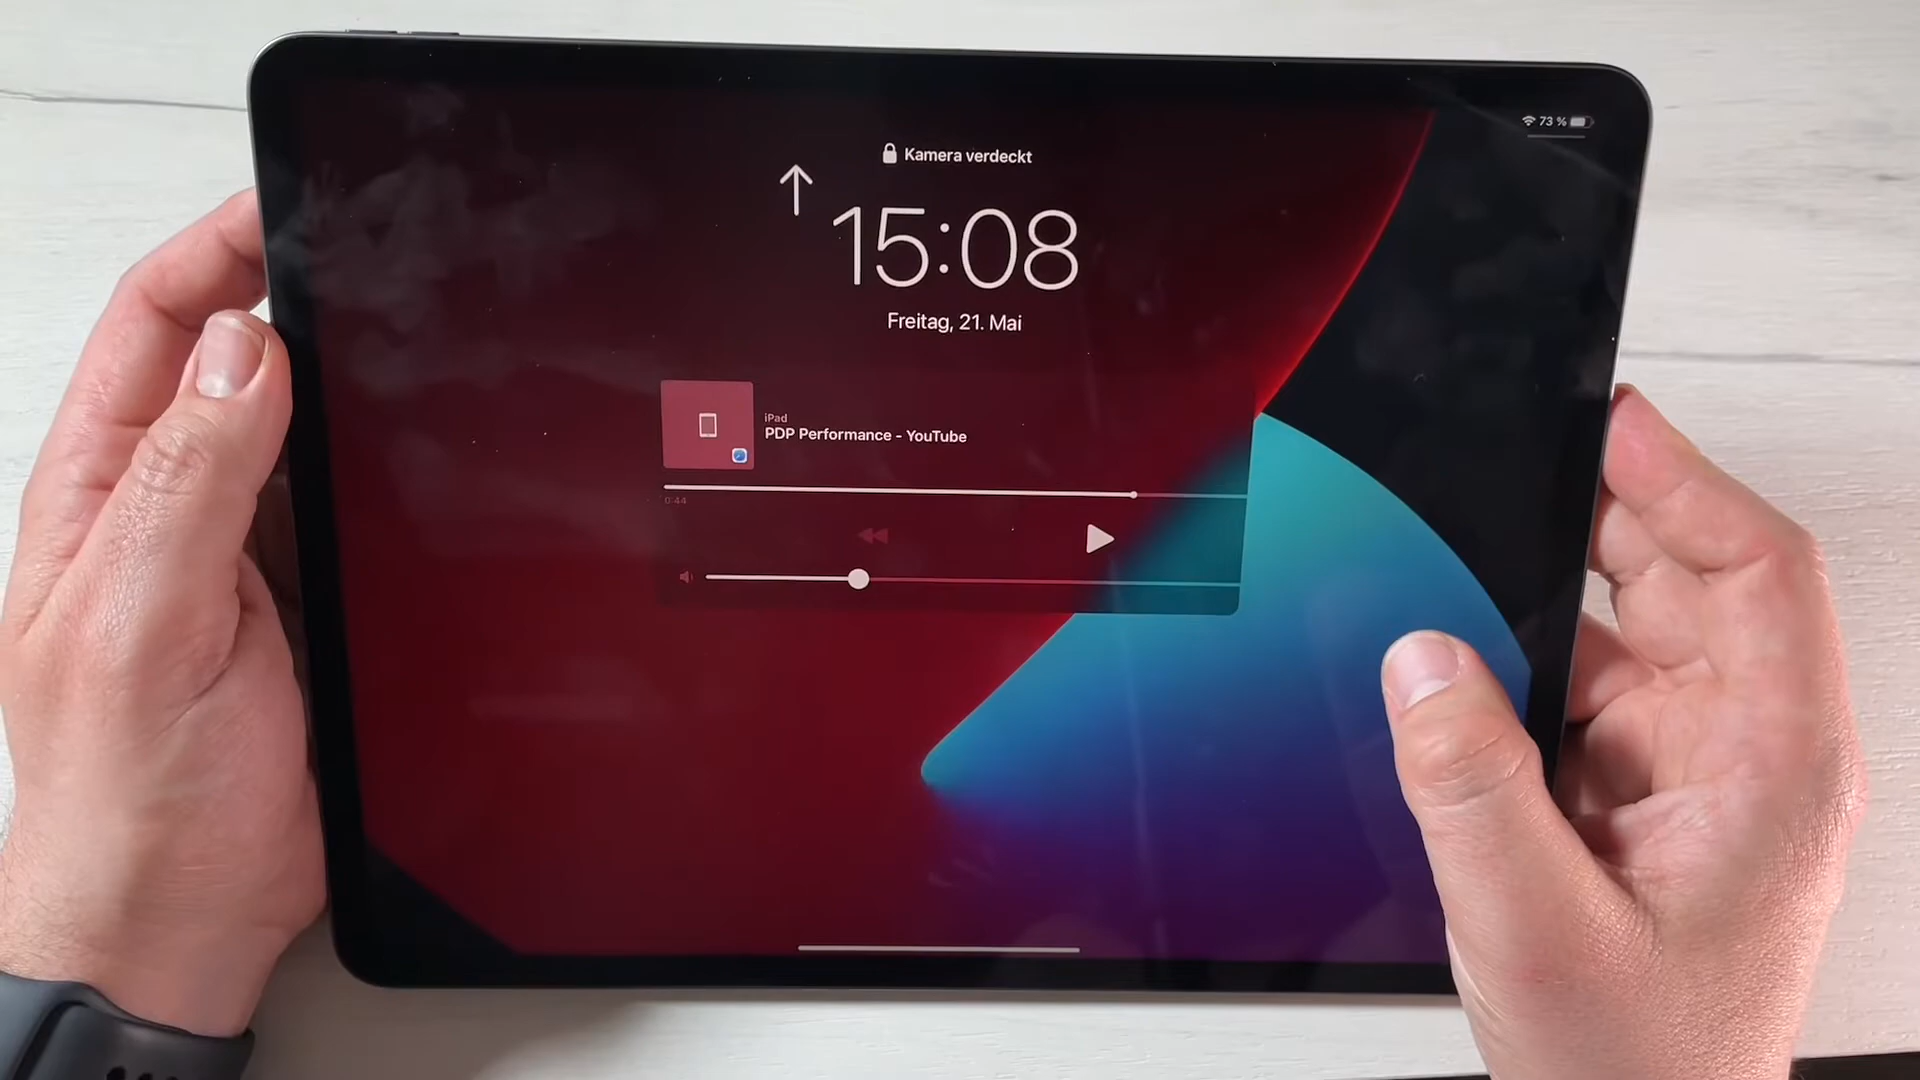 73 %
Kamera verdeckt
15:08
Freitag, 21. Mai
iPad
PDP Performance - YouTube
0:44